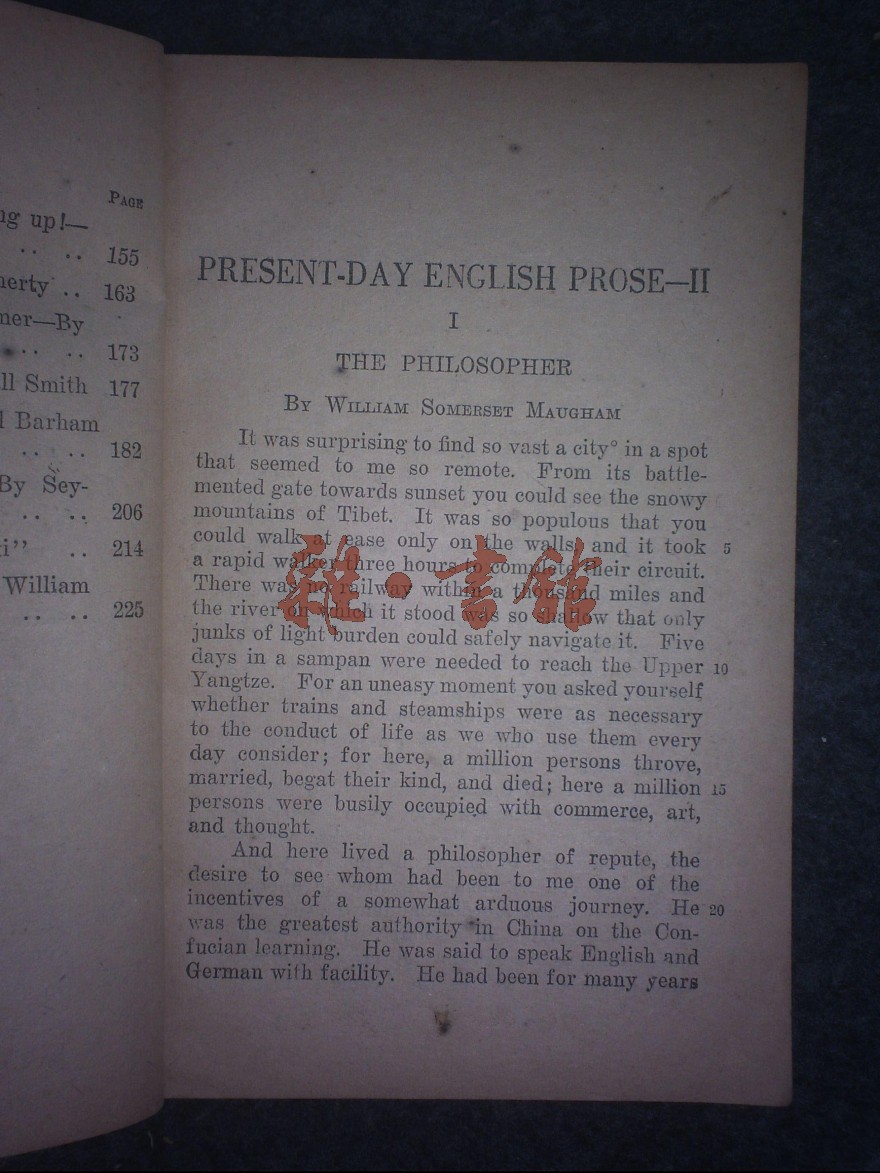 PAGE
ng up!—
.. .. 155
herty .. 163
ner—By
.. .. 173
ll Smith 177
l Barham
.. .. 182
By Sey-
.. .. 206
i" .. 214
William
.. .. 225
PRESENT-DAY ENGLISH PROSE—II
I
THE PHILOSOPHER
BY WILLIAM SOMERSET MAUGHAM
It was surprising to find so vast a city° in a spot
that seemed to me so remote. From its battle-
mented gate towards sunset you could see the snowy
mountains of Tibet. It was so populous that you
could walk at ease only on the walls, and it took 5
a rapid walker three hours to complete their circuit.
There was no railway within a thousand miles and
the river on which it stood was so shallow that only
junks of light burden could safely navigate it. Five
days in a sampan were needed to reach the Upper 10
Yangtze. For an uneasy moment you asked yourself
whether trains and steamships were as necessary
to the conduct of life as we who use them every
day consider; for here, a million persons throve,
married, begat their kind, and died; here a million 15
persons were busily occupied with commerce, art,
and thought.
And here lived a philosopher of repute, the
desire to see whom had been to me one of the
incentives of a somewhat arduous journey. He 20
was the greatest authority in China on the Con-
fucian learning. He was said to speak English and
German with facility. He had been for many years
雜·書館